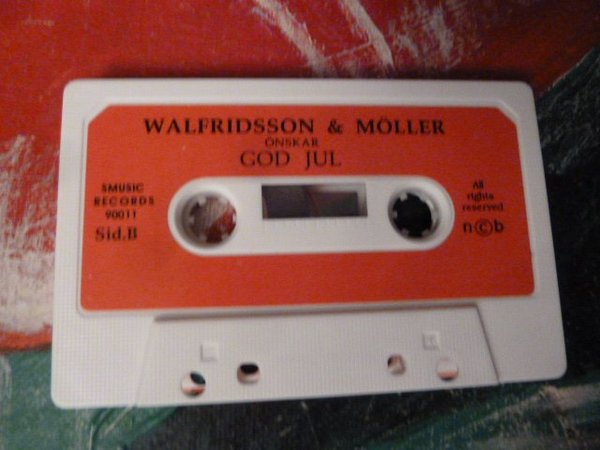 WALFRIDSSON & MÖLLER
ÖNSKAR
GOD JUL
SMUSIC
RECORDS
90011
Sid.B
All
rights
reserved
n©b